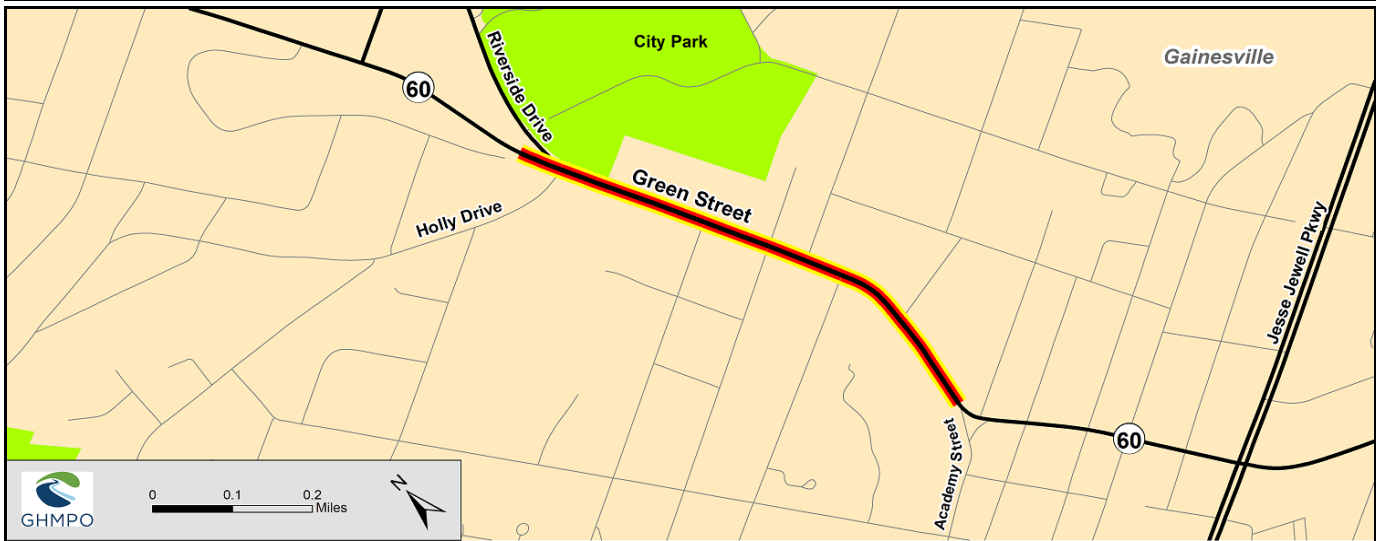 City Park
Gainesville
Riverside Drive
60
Green Street
Holly Drive
Jesse Jewell Pkwy
Academy Street
60
N
0 0.1 0.2
Miles
GHMPO